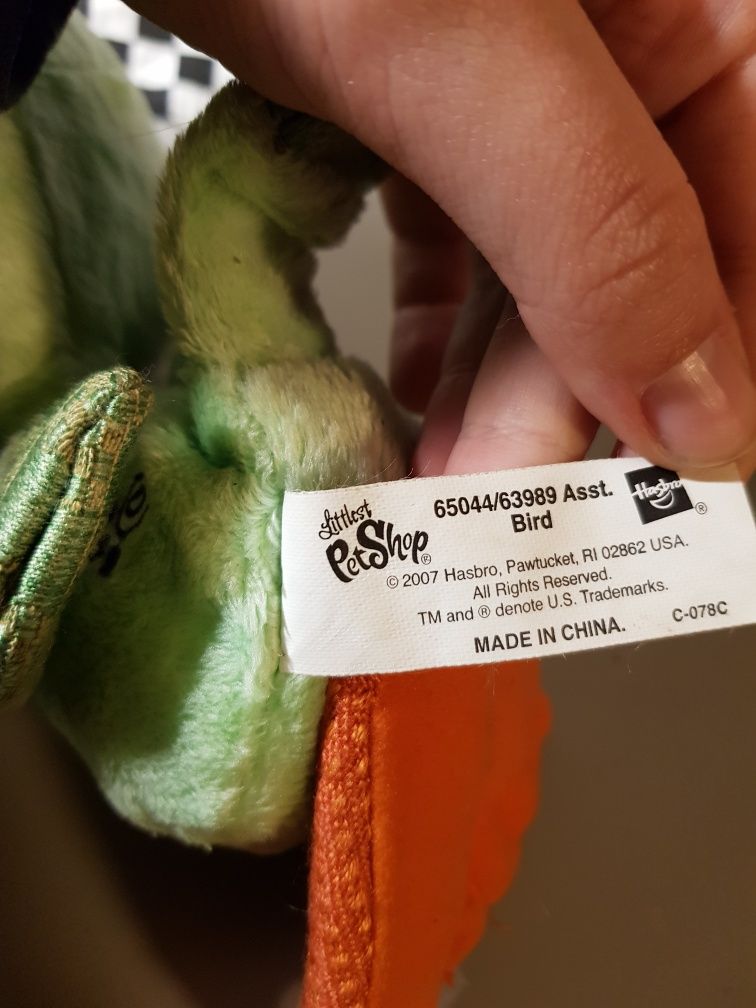 Littlest
PetShop®
65044/63989 Asst.
Bird
Hasbro ®
© 2007 Hasbro, Pawtucket, RI 02862 USA.
All Rights Reserved.
TM and ® denote U.S. Trademarks.
MADE IN CHINA.
C-078C